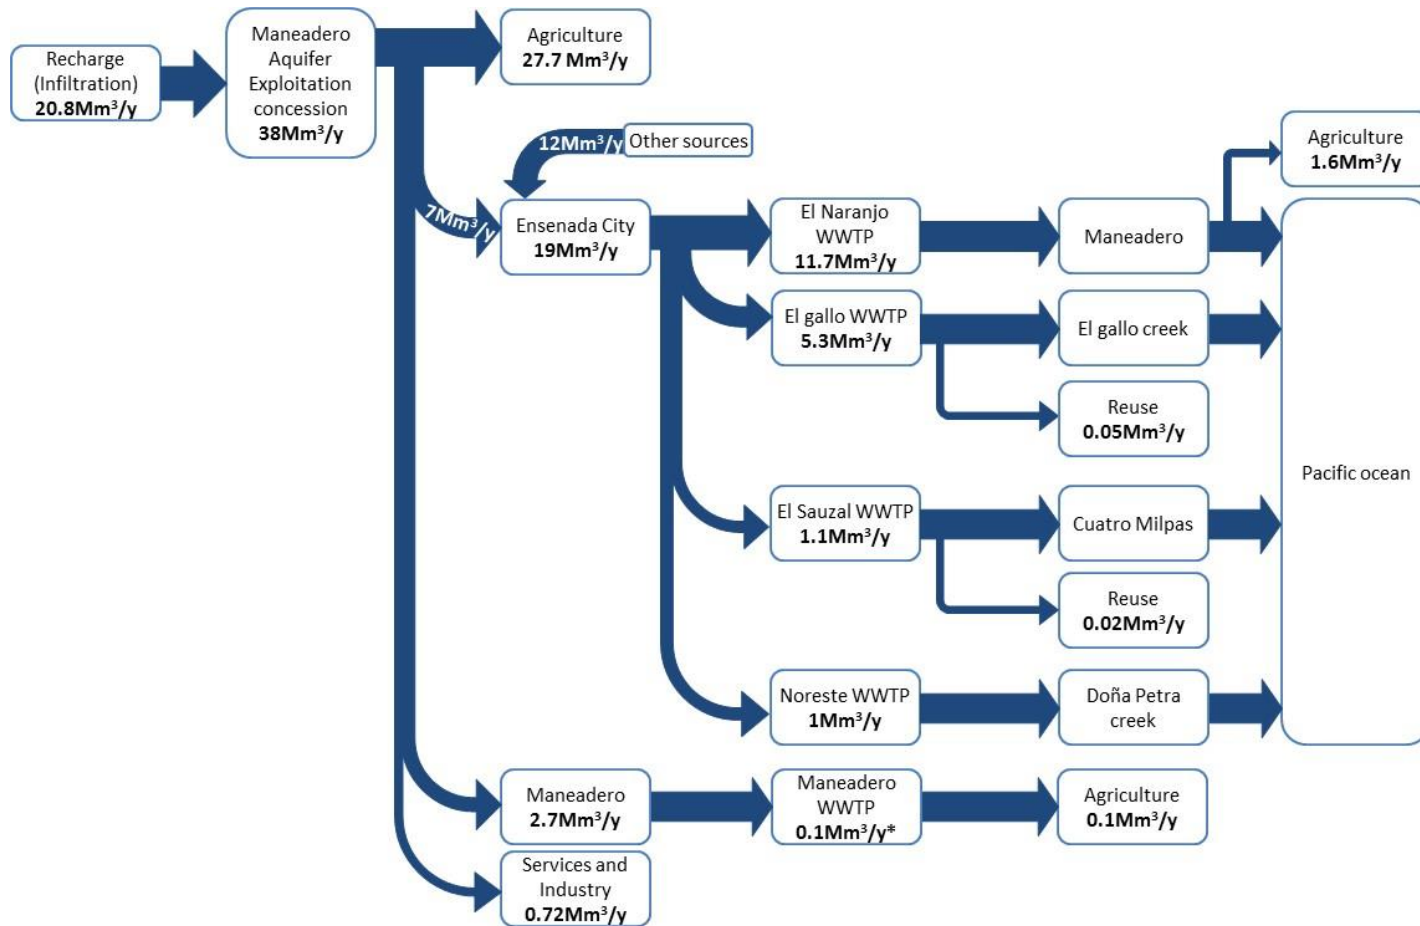 Recharge
(Infiltration)
20.8Mm³/y
Maneadero
Aquifer
Exploitation
concession
38Mm³/y
Agriculture
27.7 Mm³/y
12Mm³/y
Other sources
7Mm³/y
Ensenada City
19Mm³/y
El Naranjo
WWTP
11.7Mm³/y
Maneadero
Agriculture
1.6Mm³/y
El gallo WWTP
5.3Mm³/y
El gallo creek
Reuse
0.05Mm³/y
Pacific ocean
El Sauzal WWTP
1.1Mm³/y
Cuatro Milpas
Reuse
0.02Mm³/y
Noreste WWTP
1Mm³/y
Doña Petra
creek
Maneadero
2.7Mm³/y
Maneadero
WWTP
0.1Mm³/y*
Agriculture
0.1Mm³/y
Services and
Industry
0.72Mm³/y